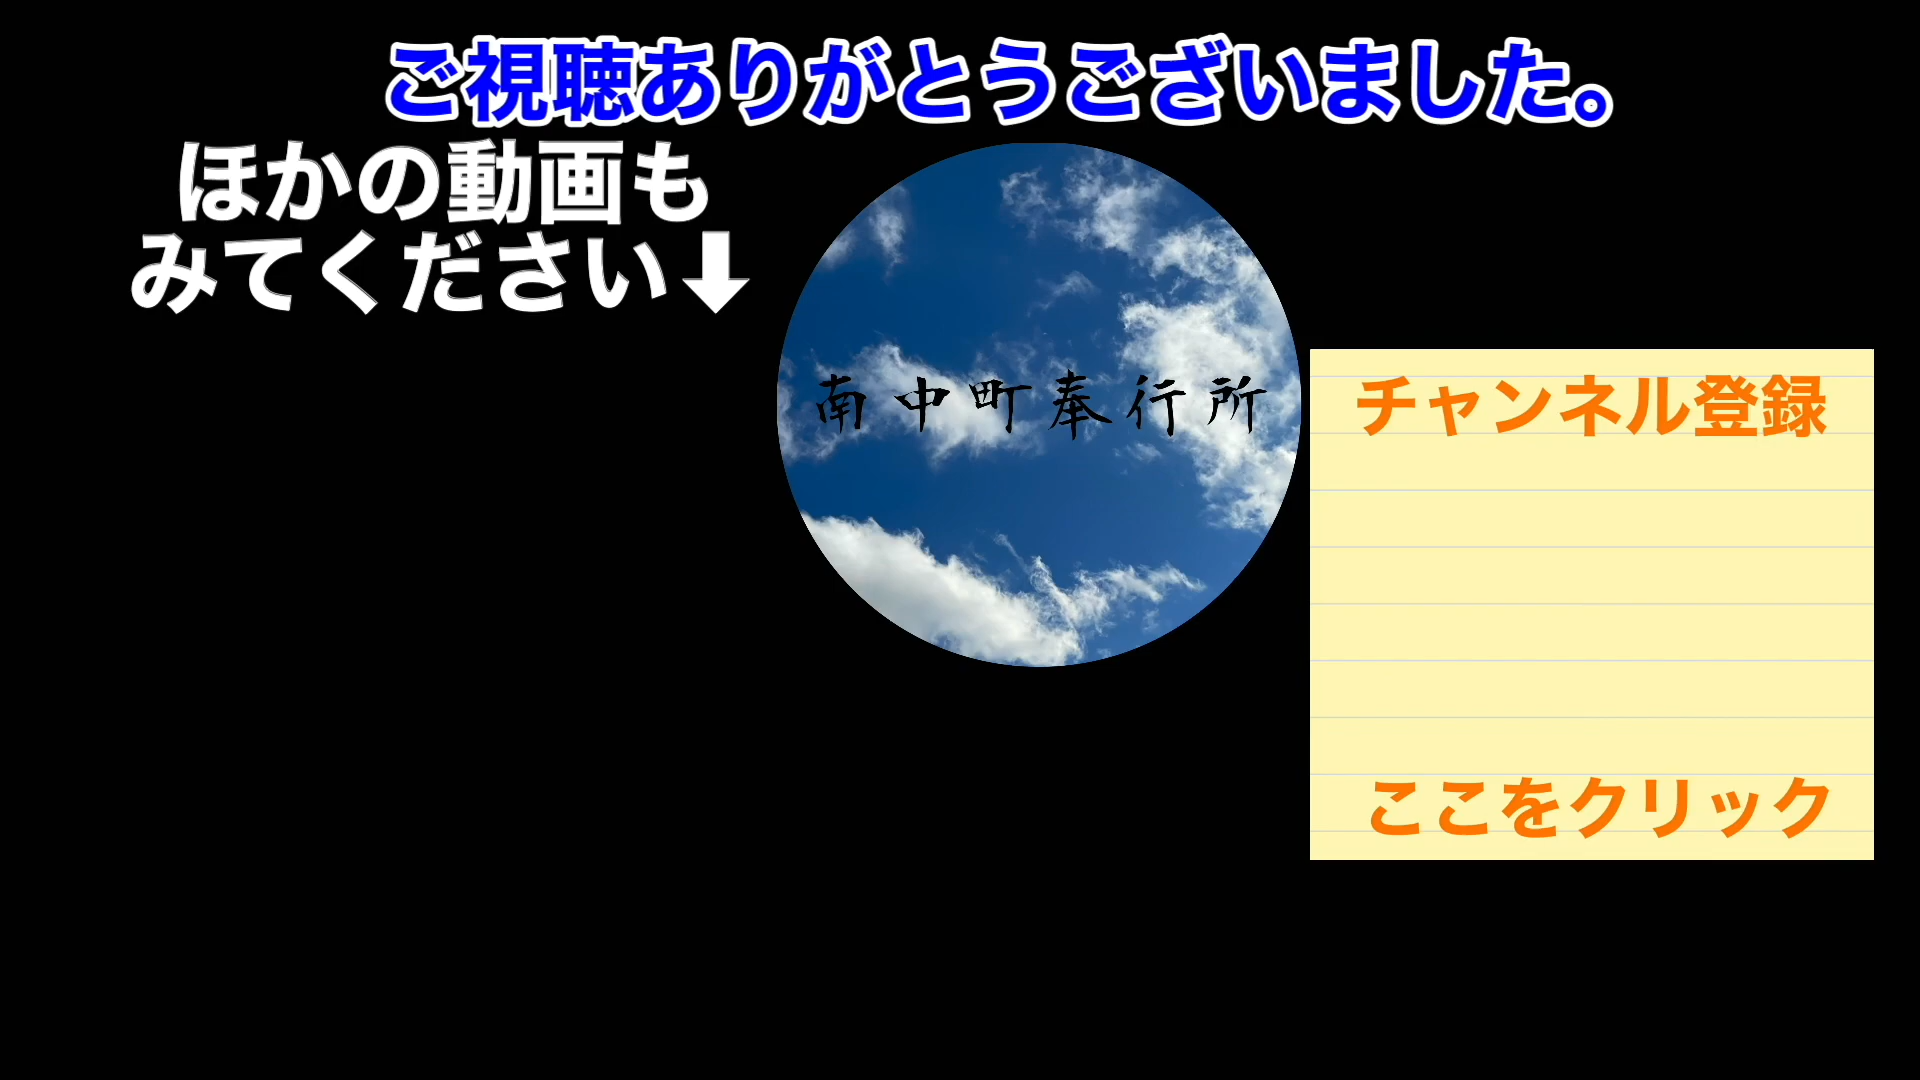 ご視聴ありがとうございました。
ほかの動画も
みてください⬇
南中町奉行所
チャンネル登録
ここをクリック